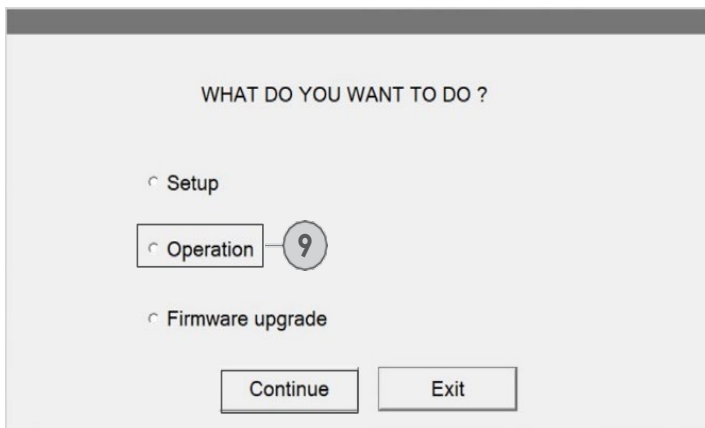 WHAT DO YOU WANT TO DO ?
Setup
Operation 9
Firmware upgrade
Continue Exit